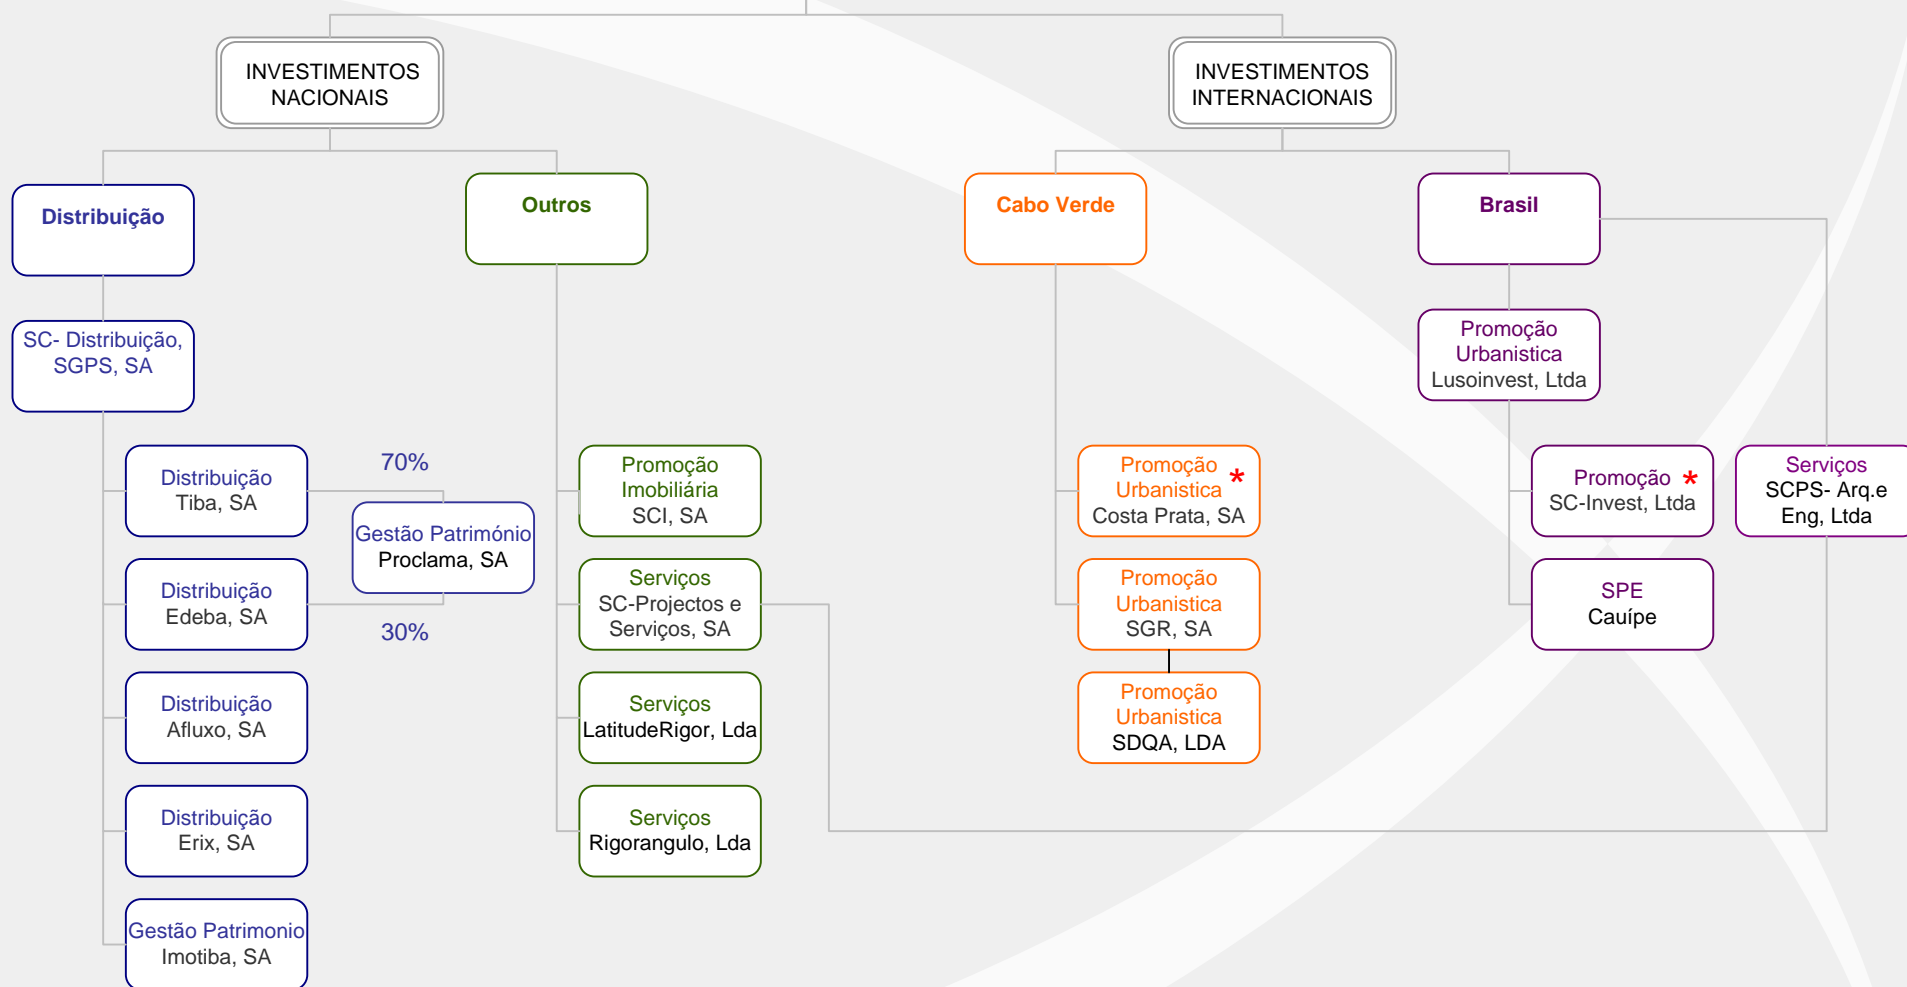 INVESTIMENTOS
NACIONAIS
INVESTIMENTOS
INTERNACIONAIS
Distribuição
Outros
Cabo Verde
Brasil
SC- Distribuição,
SGPS, SA
Promoção
Urbanistica
Lusoinvest, Ltda
Distribuição
Tiba, SA
70%
Gestão Património
Proclama, SA
30%
Distribuição
Edeba, SA
Distribuição
Afluxo, SA
Distribuição
Erix, SA
Gestão Patrimonio
Imotiba, SA
Promoção
Imobiliária
SCI, SA
Serviços
SC-Projectos e
Serviços, SA
Serviços
LatitudeRigor, Lda
Serviços
Rigorangulo, Lda
Promoção
Urbanistica *
Costa Prata, SA
Promoção
Urbanistica
SGR, SA
Promoção
Urbanistica
SDQA, LDA
Promoção *
SC-Invest, Ltda
SPE
Cauípe
Serviços
SCPS- Arq.e
Eng, Ltda